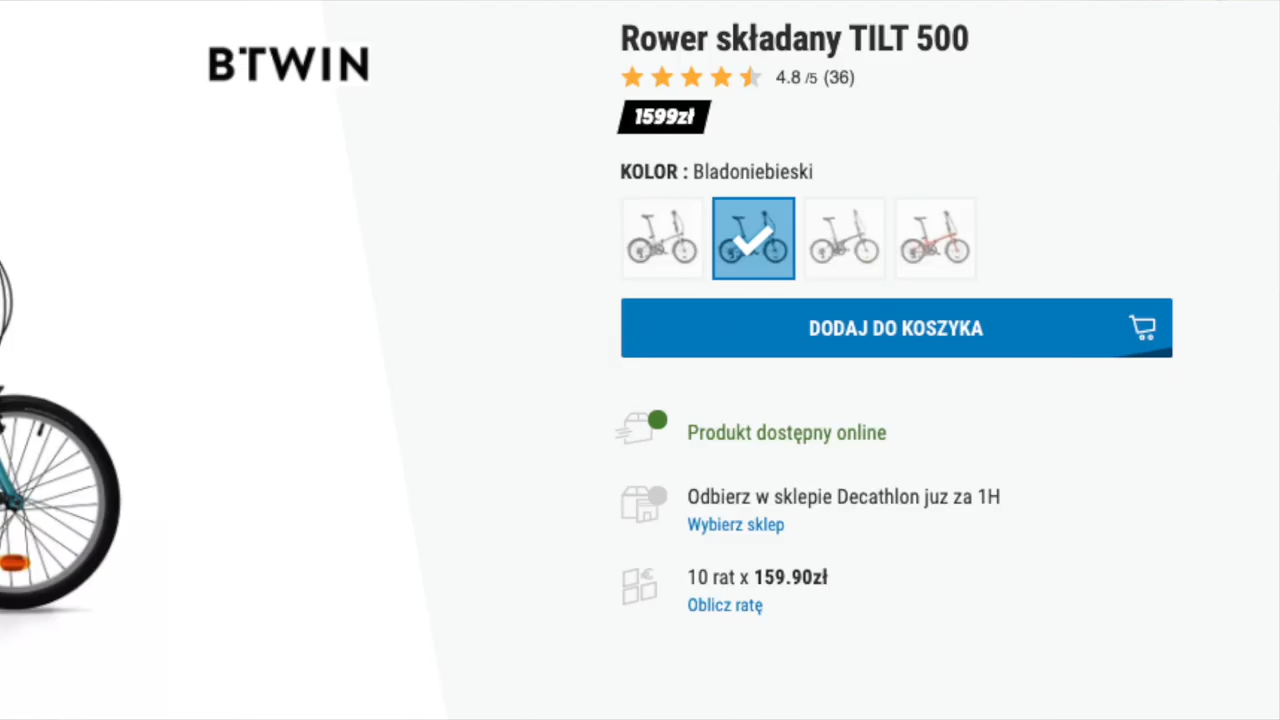 BTWIN
Rower składany TILT 500
4.8 /5 (36)
1599zł
KOLOR : Bladoniebieski
DODAJ DO KOSZYKA
Produkt dostępny online
Odbierz w sklepie Decathlon juz za 1H
Wybierz sklep
10 rat x 159.90zł
Oblicz ratę